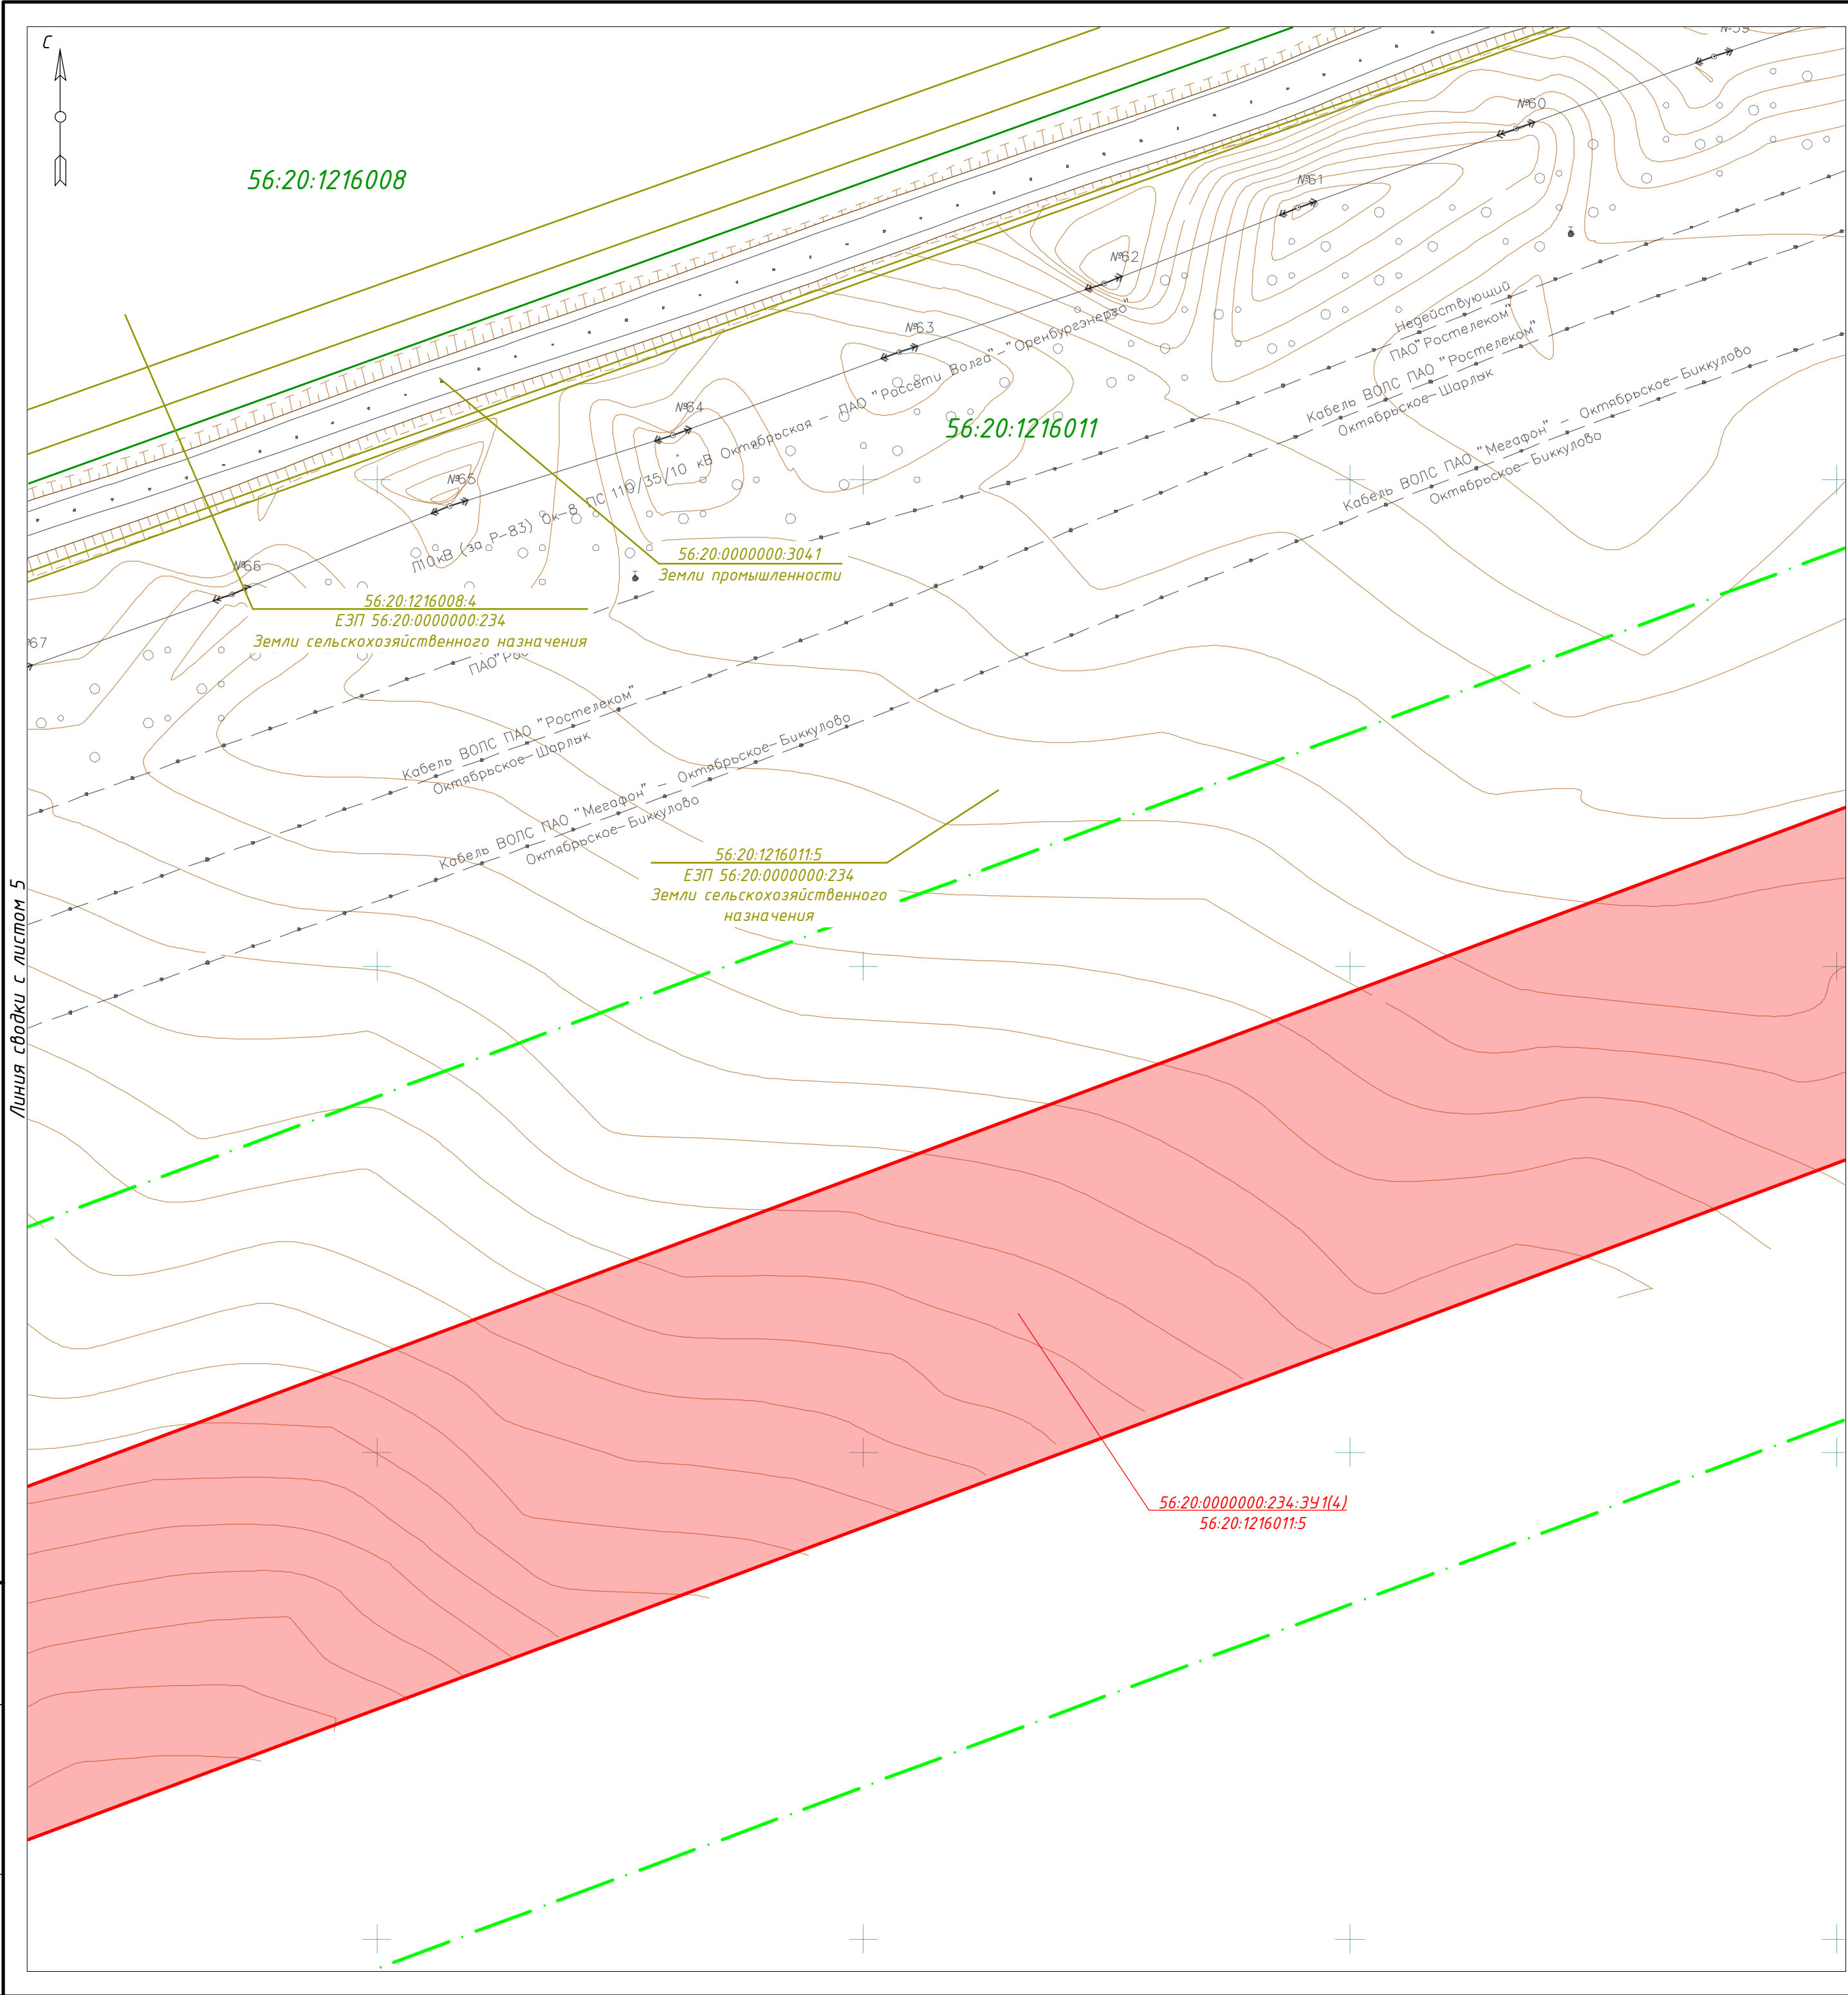 С
№59
№60
56:20:1216008
№61
№62
Недействующий
ПАО"Ростелеком"
№63
Кабель ВОЛС ПАО "Ростелеком"
Октябрьское-Шарлык
Кабель ВОЛС ПАО "Мегафон" - Октябрьское-Биккулово
Октябрьское-Биккулово
№64
56:20:1216011
Л10кВ (за Р-83) Ок-8 ПС 110/35/10 кВ Октябрьская - ПАО "Россети Волга"-"Оренбургэнерго"
№65
56:20:0000000:3041
Земли промышленности
№66
56:20:1216008:4
ЕЗП 56:20:0000000:234
Земли сельскохозяйственного назначения
№67
Кабель ВОЛС ПАО "Ростелеком"
Октябрьское-Шарлык
Кабель ВОЛС ПАО "Мегафон" - Октябрьское-Биккулово
Октябрьское-Биккулово
56:20:1216011:5
ЕЗП 56:20:0000000:234
Земли сельскохозяйственного
назначения
Линия сводки с листом 5
56:20:0000000:234:ЗУ1(4)
56:20:1216011:5